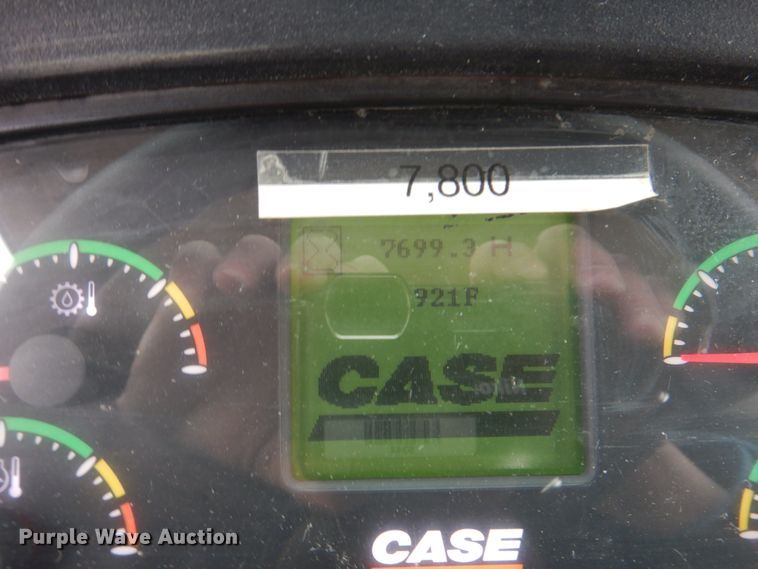 7,800
7699.3 H
921F
CASE
CASE
Purple Wave Auction.